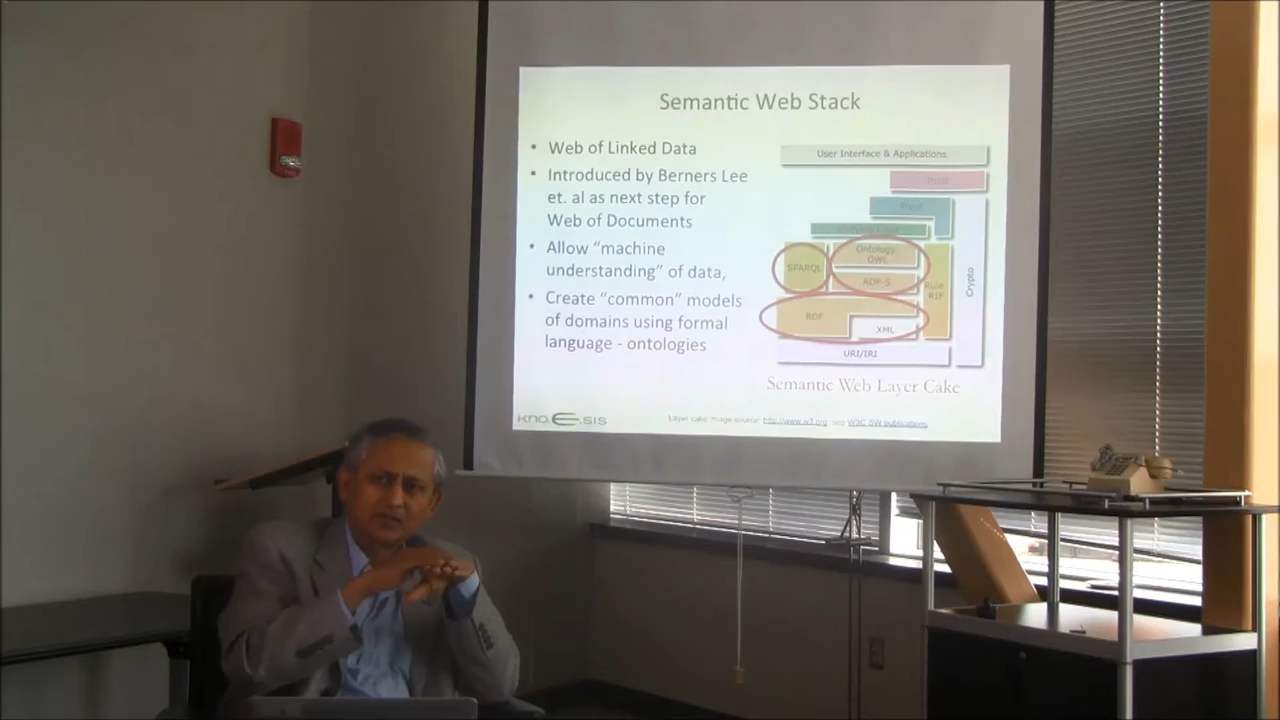 Semantic Web Stack
• Web of Linked Data
• Introduced by Berners Lee
et. al as next step for
Web of Documents
• Allow “machine
understanding” of data,
• Create “common” models
of domains using formal
language - ontologies
User Interface & Applications
Trust
Proof
SPARQL
Ontology:
OWL
RDF-S
Rule
RIF
Crypto
RDF
XML
URI/IRI
Semantic Web Layer Cake
kno.e.sis
Layer cake image source: http://www.w3.org, see W3C SW publications